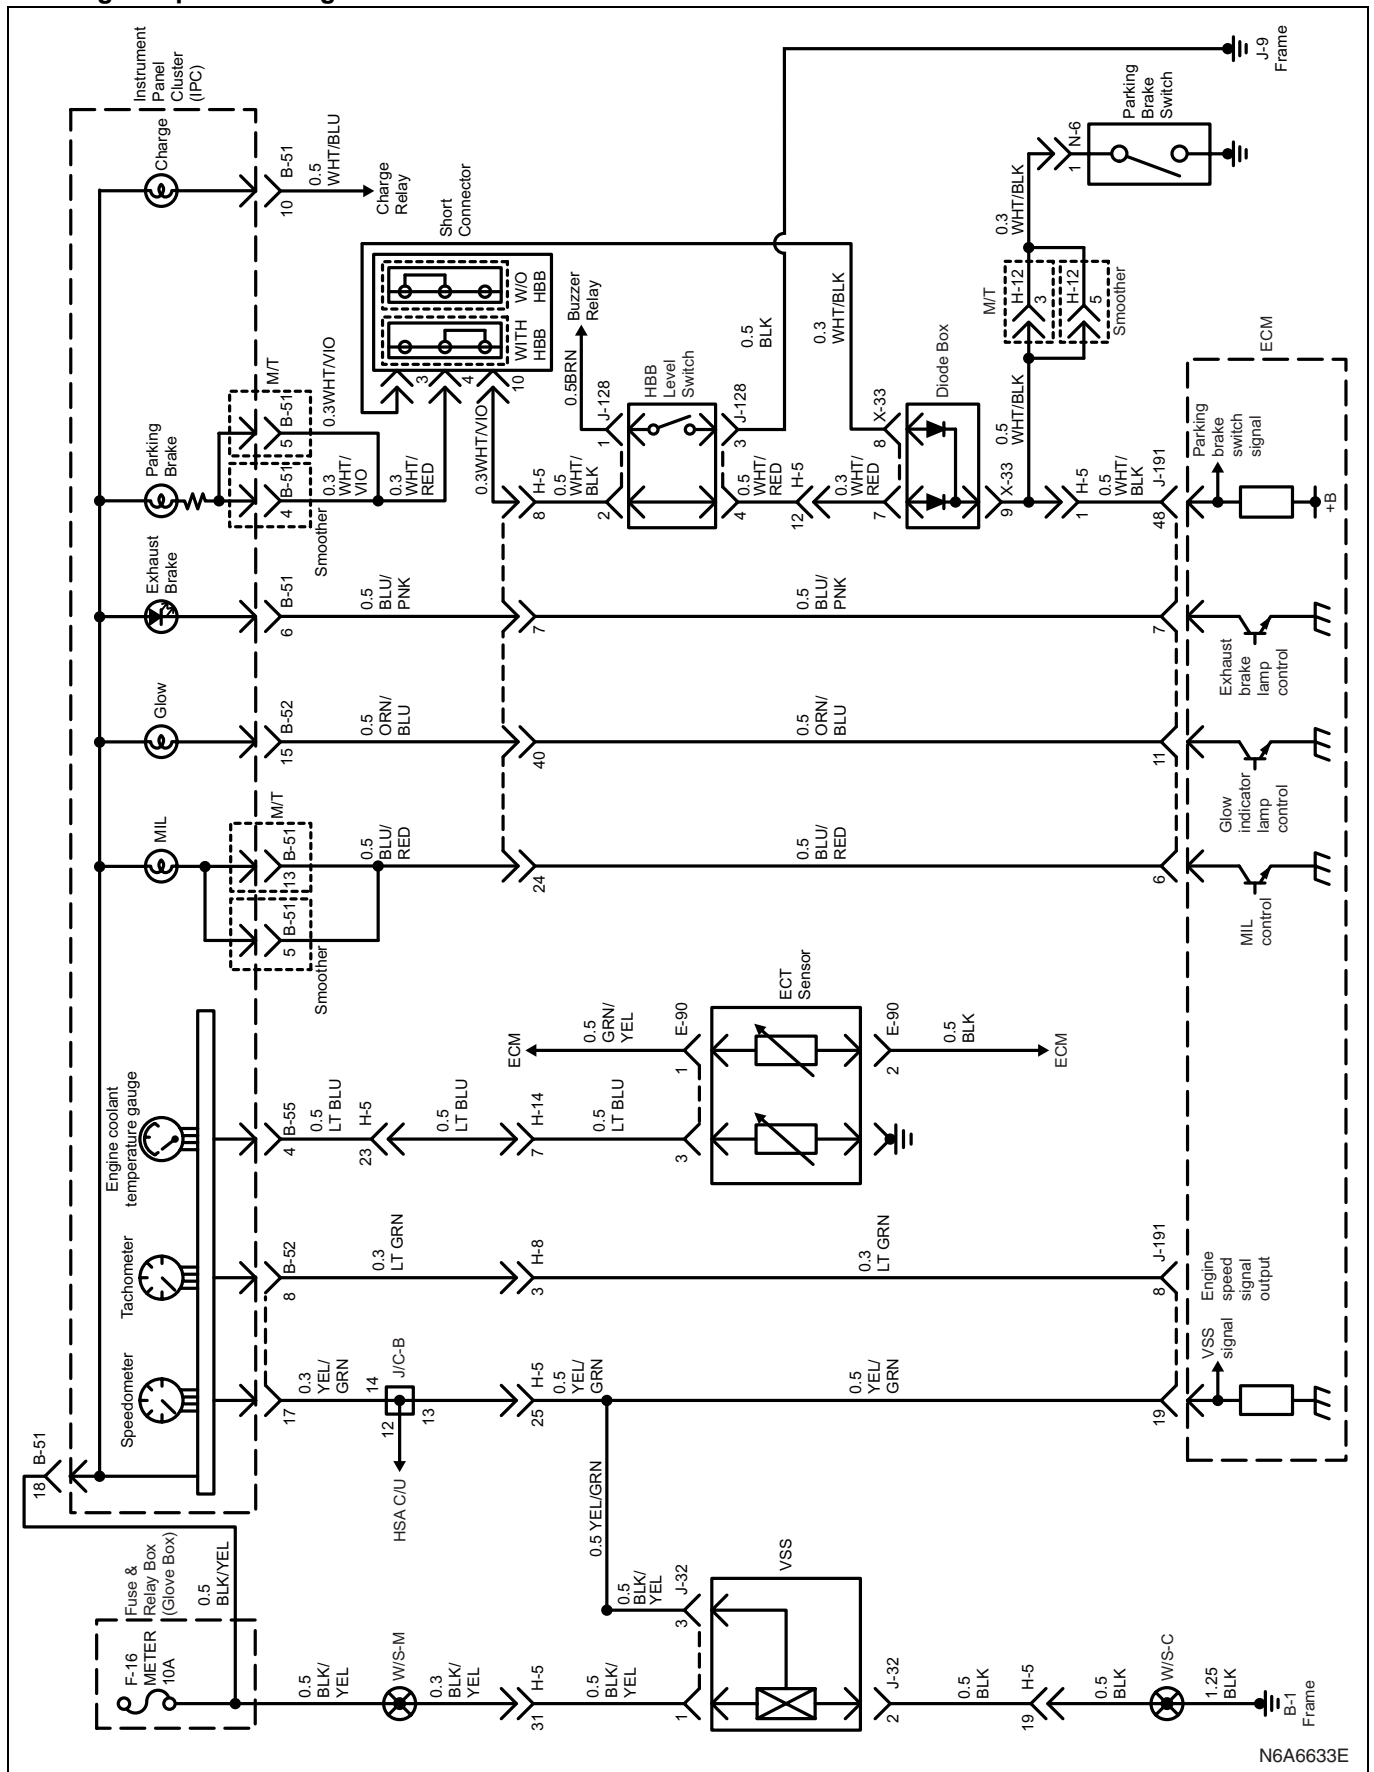 Instrument
Panel
Cluster
(IPC)
Charge
Parking
Brake
Exhaust
Brake
Glow
MIL
Engine coolant
temperature gauge
Tachometer
Speedometer
18
B-51
Fuse &
Relay Box
(Glove Box)
F-16
METER
10A
0.5
BLK/YEL
10
B-51
0.5
WHT/BLU
Charge
Relay
M/T
5
B-51
0.3WHT/VIO
4
B-51
Smoother
0.3
WHT/
VIO
0.3
WHT/
RED
Short
Connector
WITH
HBB
W/O
HBB
3
4
10
0.3WHT/VIO
6
B-51
0.5
BLU/
PNK
15
B-52
0.5
ORN/
BLU
M/T
13
B-51
5
B-51
Smoother
0.5
BLU/
RED
4
B-55
0.5
LT BLU
23
H-5
0.5
LT BLU
7
H-14
0.5
LT BLU
8
B-52
0.3
LT GRN
3
H-8
0.3
LT GRN
17
0.3
YEL/
GRN
14
J/C-B
12
13
HSA C/U
25
H-5
0.5
YEL/
GRN
0.5
YEL/
GRN
0.5 YEL/GRN
0.5
BLK/
YEL
W/S-M
0.3
BLK/
YEL
31
H-5
0.5
BLK/
YEL
1
0.5
BLK/
YEL
3
J-32
VSS
2
J-32
0.5
BLK
19
H-5
0.5
BLK
W/S-C
1.25
BLK
B-1
Frame
ECM
0.5
GRN/
YEL
1
E-90
3
ECT
Sensor
2
E-90
0.5
BLK
ECM
24
0.5
BLU/
RED
6
40
0.5
ORN/
BLU
11
7
0.5
BLU/
PNK
7
8
H-5
0.5
WHT/
BLK
2
Buzzer
Relay
0.5BRN
1
J-128
HBB
Level
Switch
3
J-128
0.5
BLK
4
0.5
WHT/
RED
12
H-5
0.3
WHT/
RED
7
0.3
WHT/BLK
8
X-33
Diode Box
9
X-33
0.5
WHT/BLK
1
H-5
0.5
WHT/
BLK
48
J-191
M/T
H-12
3
H-12
5
Smoother
0.3
WHT/BLK
1
N-6
Parking
Brake
Switch
J-9
Frame
ECM
Parking
brake
switch
signal
+B
Exhaust
brake
lamp
control
Glow
indicator
lamp
control
MIL
control
8
J-191
Engine
speed
signal
output
VSS
signal
19
N6A6633E